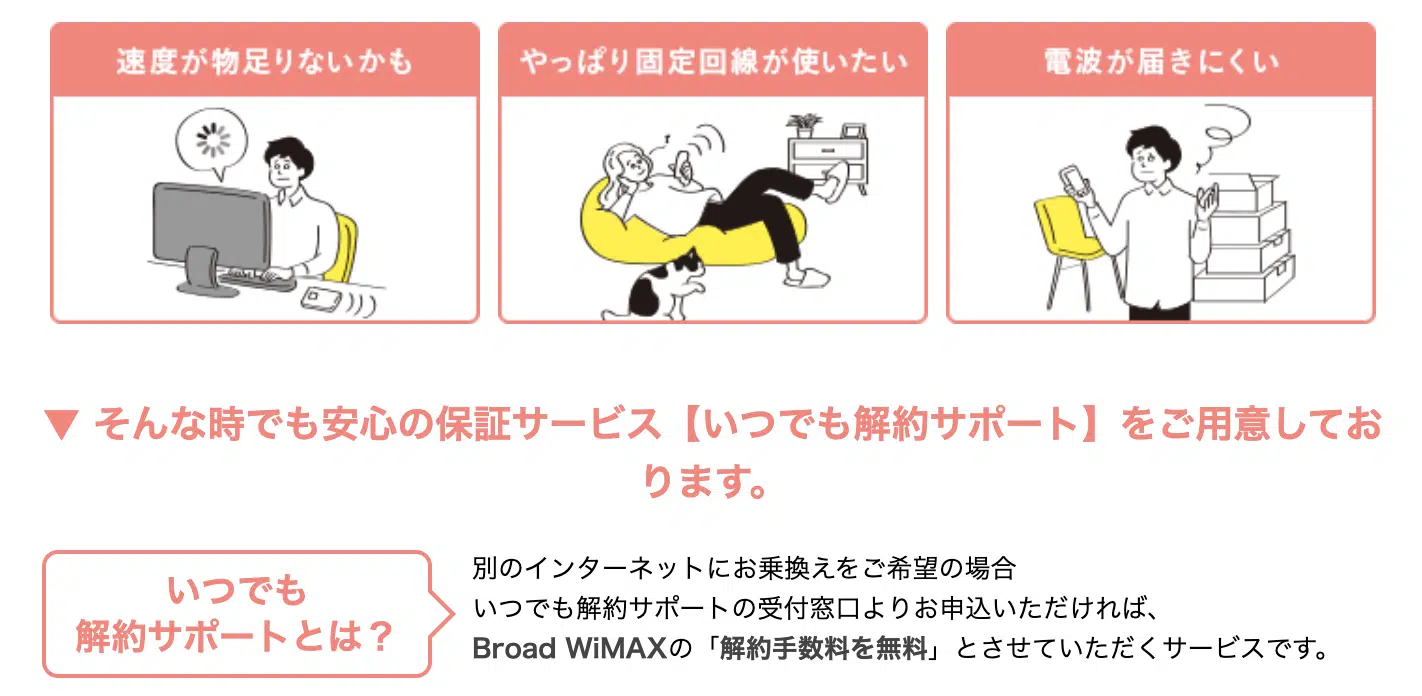 速度が物足りないかも
やっぱり固定回線が使いたい
電波が届きにくい
▼ そんな時でも安心の保証サービス【いつでも解約サポート】をご用意してお
ります。
いつでも
解約サポートとは？
別のインターネットにお乗換えをご希望の場合
いつでも解約サポートの受付窓口よりお申込いただければ、
Broad WiMAXの「解約手数料を無料」とさせていただくサービスです。